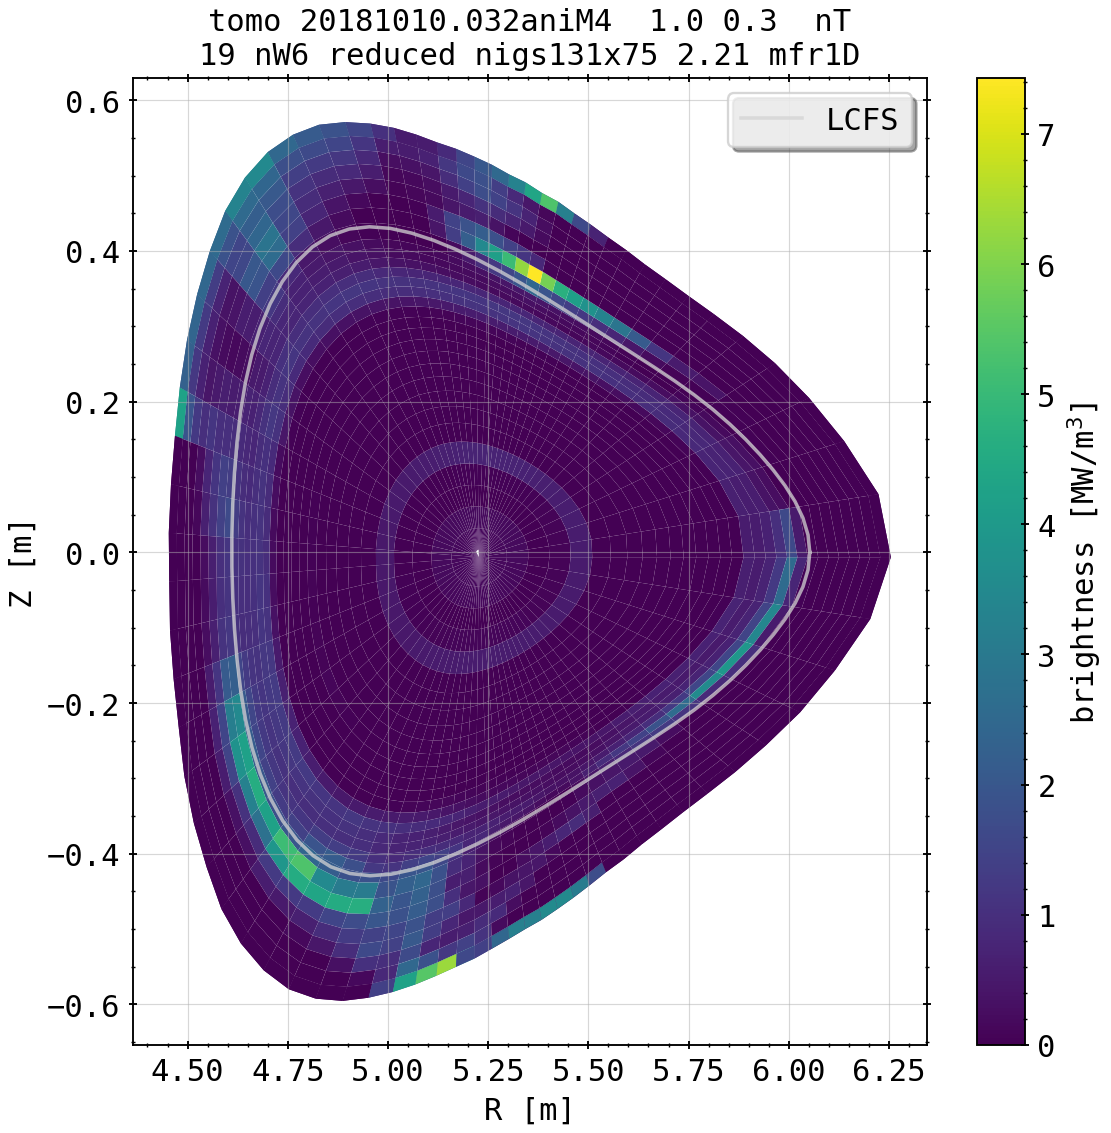 tomo 20181010.032aniM4  1.0 0.3  nT
19 nW6 reduced nigs131x75 2.21 mfr1D
LCFS
0.6
0.4
0.2
0.0
−0.2
−0.4
−0.6
Z [m]
4.50 4.75 5.00 5.25 5.50 5.75 6.00 6.25
R [m]
7
6
5
4
3
2
1
0
brightness [MW/m³]